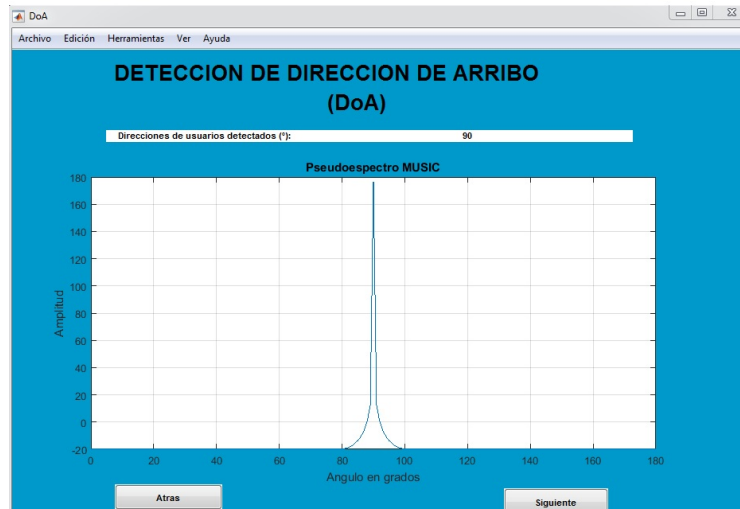 DoA
Archivo Edición Herramientas Ver Ayuda
DETECCION DE DIRECCION DE ARRIBO
(DoA)
Direcciones de usuarios detectados (°): 90
Pseudoespectro MUSIC
180
160
140
120
100
80
60
40
20
0
-20
Amplitud
0 20 40 60 80 100 120 140 160 180
Angulo en grados
Atras Siguiente